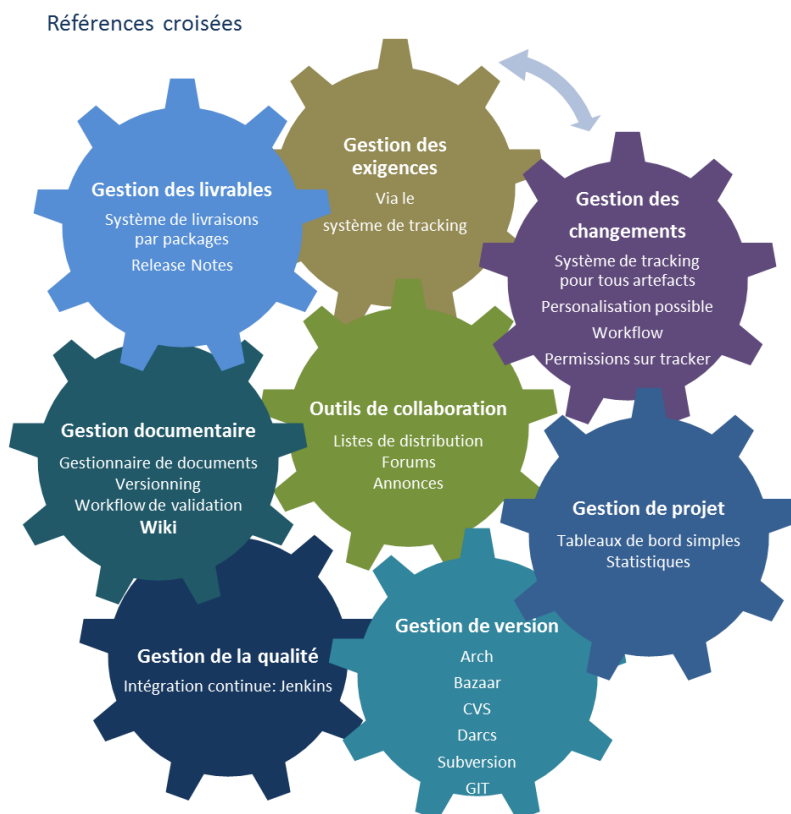 Références croisées
Gestion des
exigences
Via le
système de tracking
Gestion des livrables
Système de livraisons
par packages
Release Notes
Gestion des
changements
Système de tracking
pour tous artefacts
Personalisation possible
Workflow
Permissions sur tracker
Outils de collaboration
Listes de distribution
Forums
Annonces
Gestion documentaire
Gestionnaire de documents
Versionning
Workflow de validation
Wiki
Gestion de projet
Tableaux de bord simples
Statistiques
Gestion de la qualité
Intégration continue: Jenkins
Gestion de version
Arch
Bazaar
CVS
Darcs
Subversion
GIT